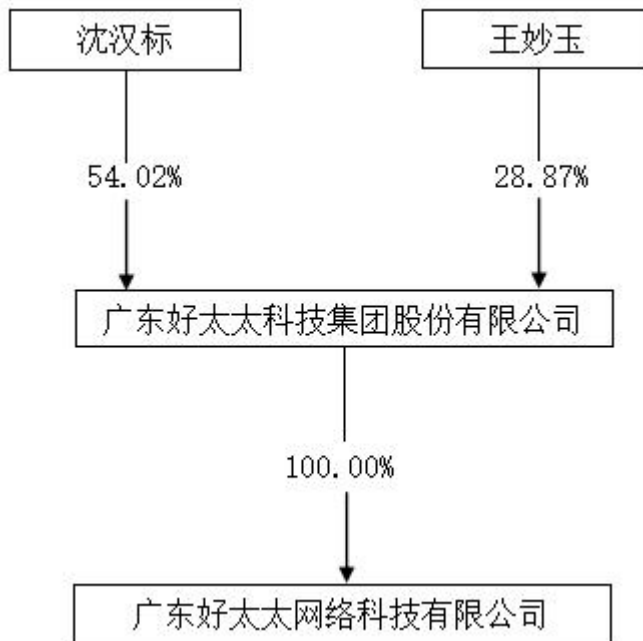 沈汉标
王妙玉
54.02%
28.87%
广东好太太科技集团股份有限公司
100.00%
广东好太太网络科技有限公司